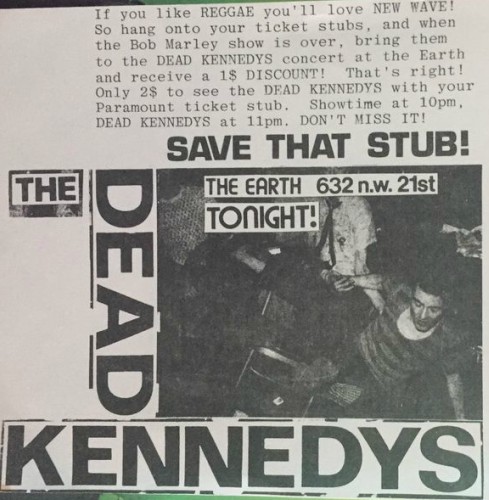 If you like REGGAE you'll love NEW WAVE!
So hang onto your ticket stubs, and when
the Bob Marley show is over, bring them
to the DEAD KENNEDYS concert at the Earth
and receive a 1$ DISCOUNT! That's right!
Only 2$ to see the DEAD KENNEDYS with your
Paramount ticket stub. Showtime at 10pm,
DEAD KENNEDYS at 11pm. DON'T MISS IT!
SAVE THAT STUB!
THE EARTH 632 n.w. 21st
TONIGHT!
THE
DEAD
KENNEDYS